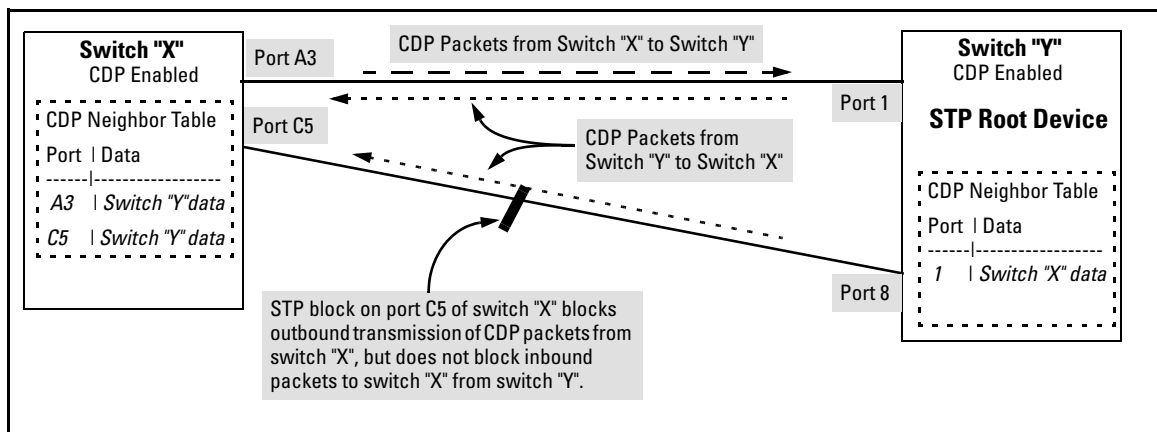 Switch "X"
CDP Enabled
CDP Neighbor Table
Port | Data
------|-------------------
A3 | Switch "Y"data
C5 | Switch "Y" data
Port A3
Port C5
CDP Packets from Switch "X" to Switch "Y"
CDP Packets from
Switch "Y" to Switch "X"
STP block on port C5 of switch "X" blocks
outbound transmission of CDP packets from
switch "X", but does not block inbound
packets to switch "X" from switch "Y".
Port 1
Port 8
Switch "Y"
CDP Enabled
STP Root Device
CDP Neighbor Table
Port | Data
------|------------------
1 | Switch "X" data